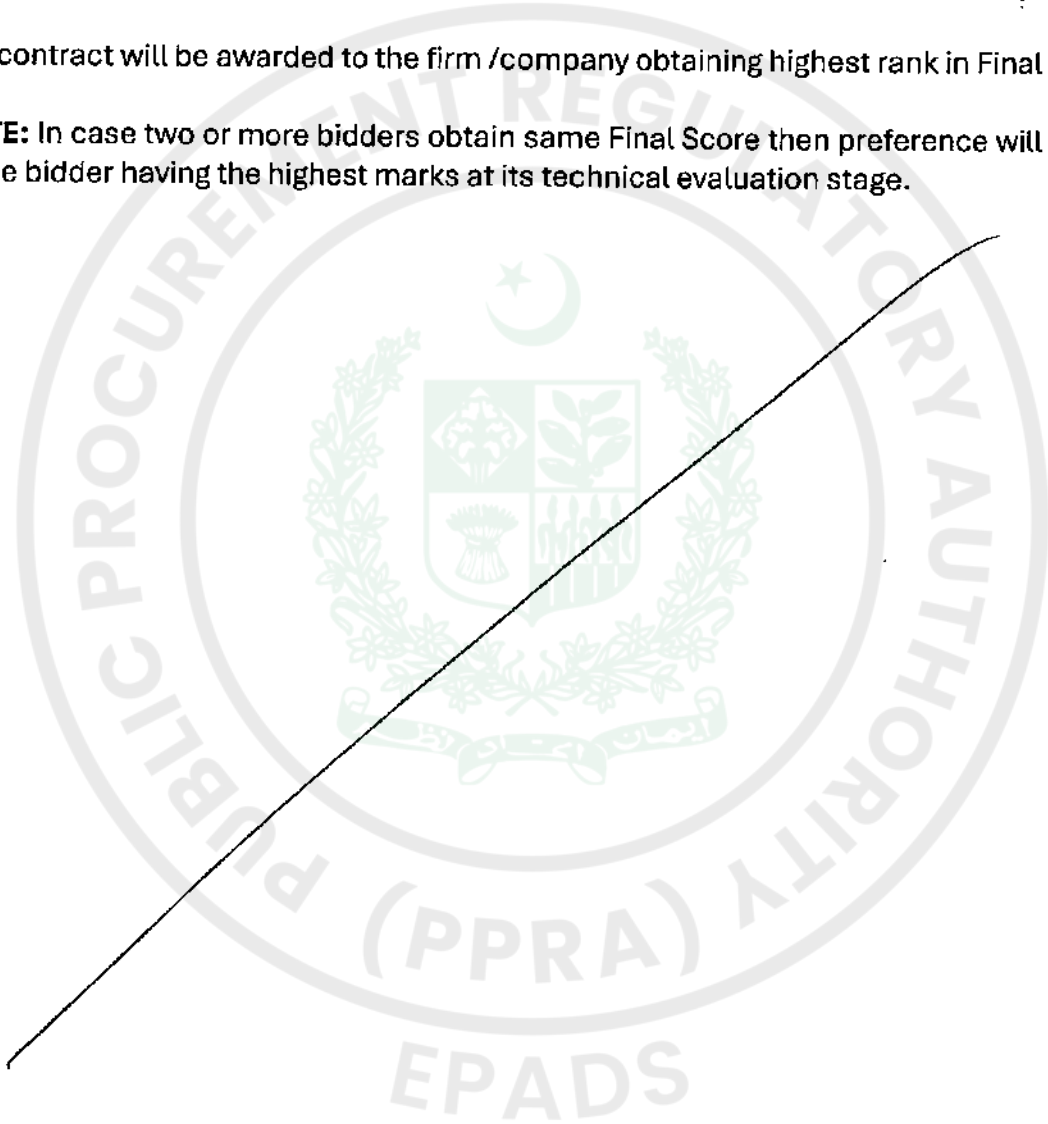 contract will be awarded to the firm /company obtaining highest rank in Final
E: In case two or more bidders obtain same Final Score then preference will
e bidder having the highest marks at its technical evaluation stage.
PUBLIC PROCUREMENT REGULATORY AUTHORITY
(PPRA)
EPADS